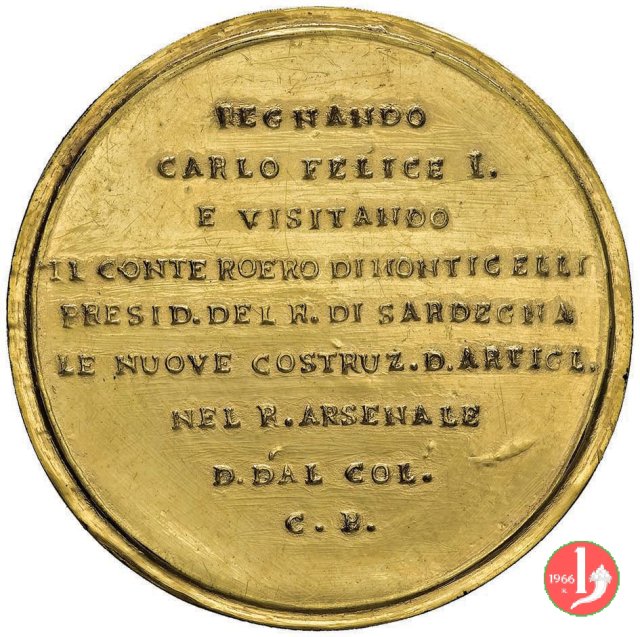 REGNANDO
CARLO FELICE I.
E VISITANDO
IL CONTE ROERO DI MONTICELLI
PRESID. DEL R. DI SARDEGNA
LE NUOVE COSTRUZ. D. ARTIGL.
NEL R. ARSENALE
D. DAL COL.
C. B.
1966